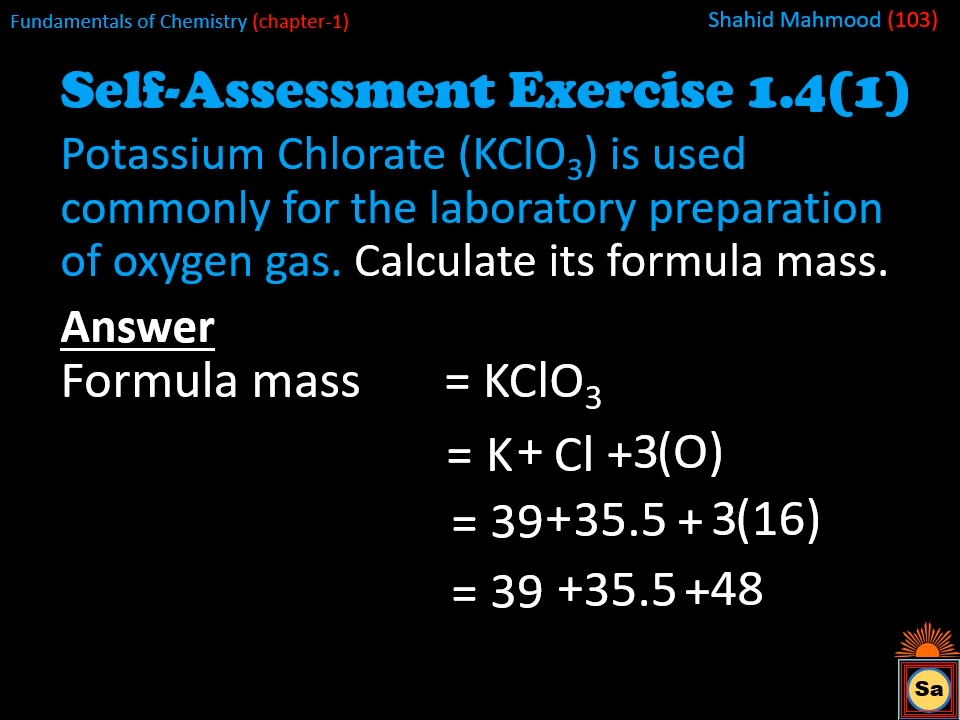 Fundamentals of Chemistry (chapter-1)
Shahid Mahmood (103)
Self-Assessment Exercise 1.4(1)
Potassium Chlorate (KClO₃) is used
commonly for the laboratory preparation
of oxygen gas. Calculate its formula mass.
Answer
Formula mass = KClO₃
= K + Cl +3(O)
= 39+35.5 + 3(16)
= 39 +35.5 +48
Sa